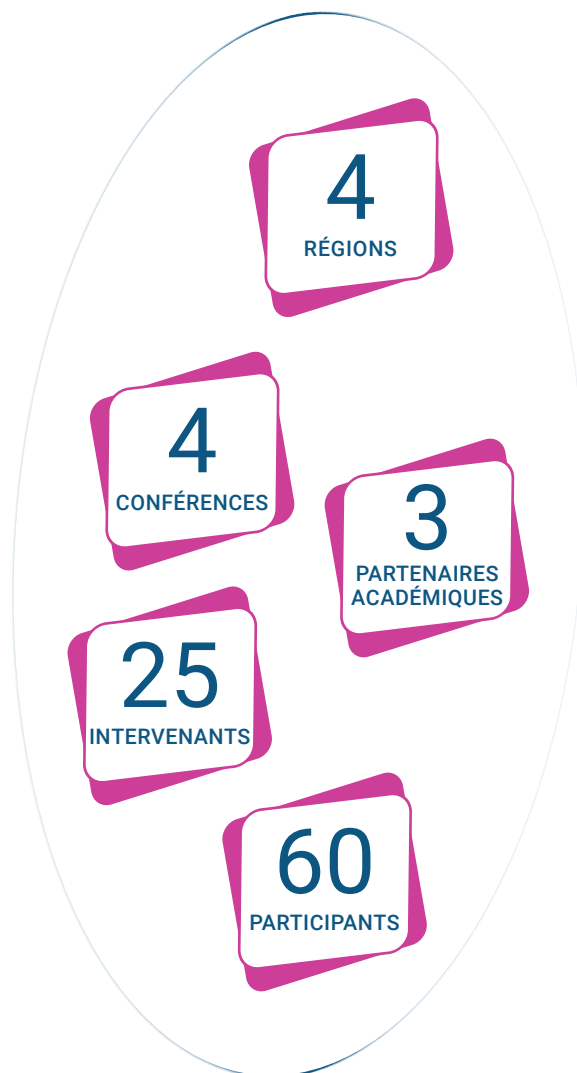 4
RÉGIONS
4
CONFÉRENCES
3
PARTENAIRES
ACADÉMIQUES
25
INTERVENANTS
60
PARTICIPANTS